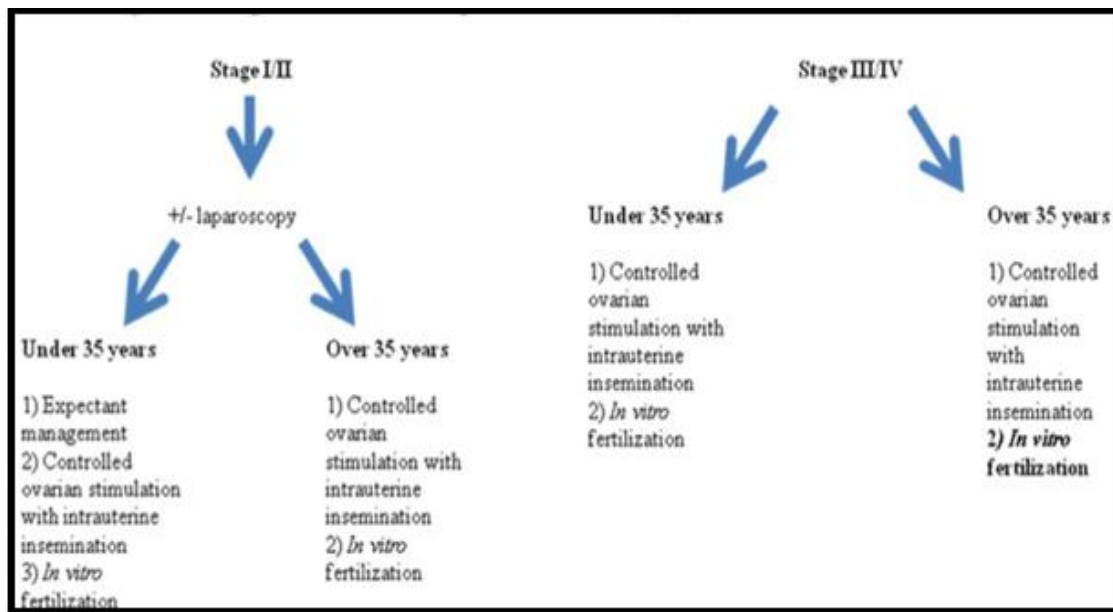 Stage I/II
+/- laparoscopy
Under 35 years
1) Expectant
management
2) Controlled
ovarian stimulation
with intrauterine
insemination
3) In vitro
fertilization
Over 35 years
1) Controlled
ovarian
stimulation with
intrauterine
insemination
2) In vitro
fertilization
Stage III/IV
Under 35 years
1) Controlled
ovarian
stimulation with
intrauterine
insemination
2) In vitro
fertilization
Over 35 years
1) Controlled
ovarian
stimulation
with
intrauterine
insemination
2) In vitro
fertilization